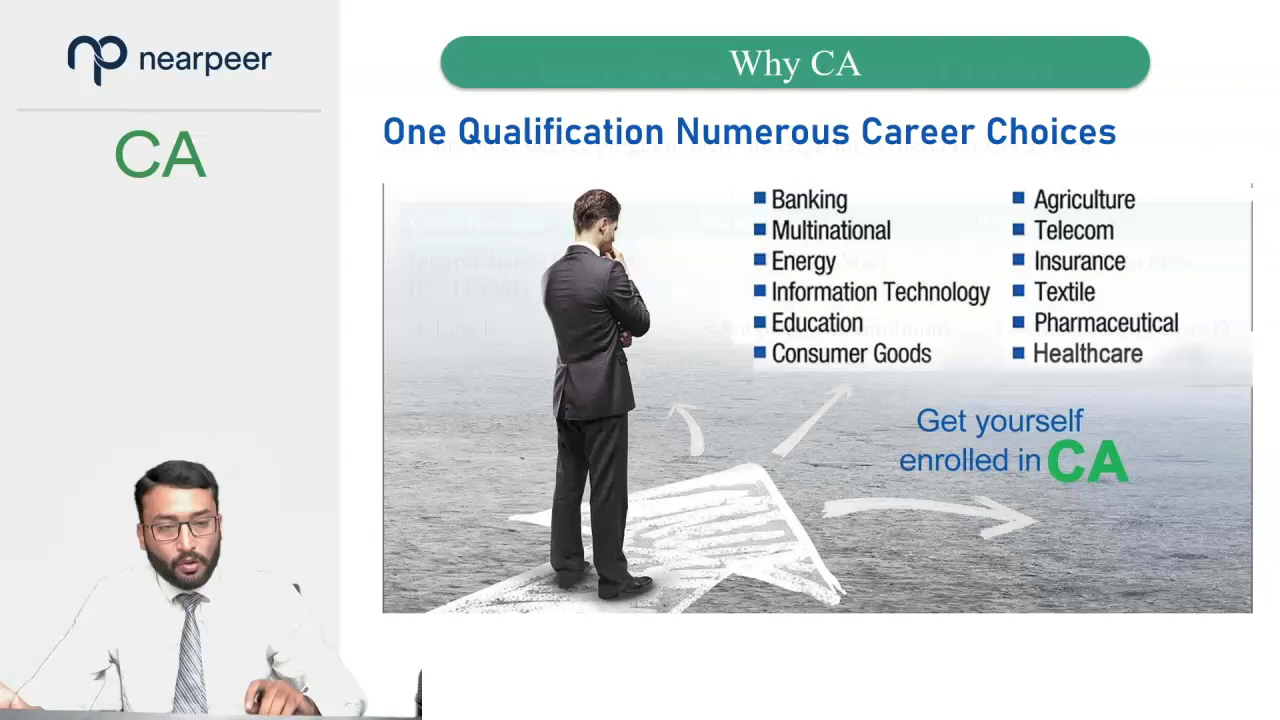 nearpeer
CA
Why CA
One Qualification Numerous Career Choices
Banking
Multinational
Energy
Information Technology
Education
Consumer Goods
Agriculture
Telecom
Insurance
Textile
Pharmaceutical
Healthcare
Get yourself
enrolled in CA